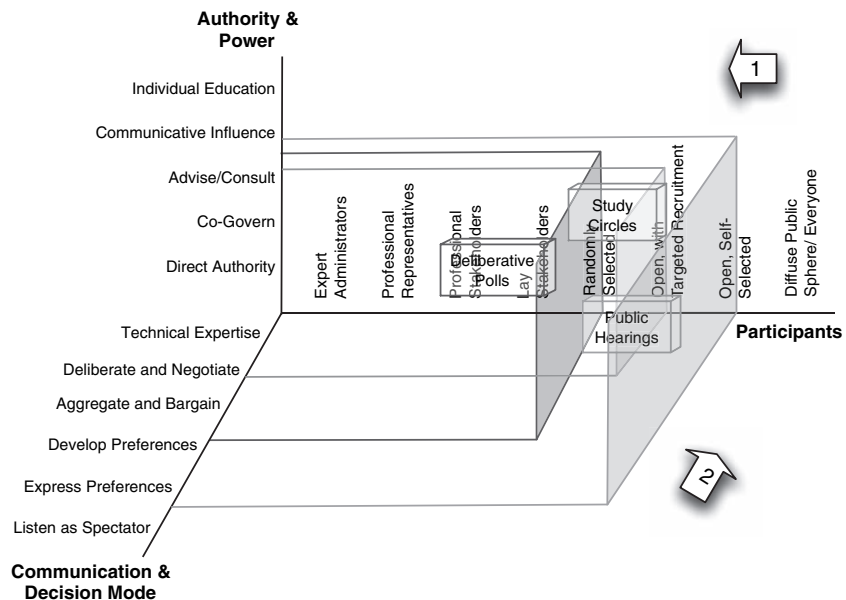 Authority &
Power
1
Individual Education
Communicative Influence
Advise/Consult
Co-Govern
Direct Authority
Expert
Administrators
Professional
Representatives
Professional
Stakeholders
Lay
Stakeholders
Randomly
Selected
Open, with
Targeted Recruitment
Open, Self-
Selected
Diffuse Public
Sphere/ Everyone
Study
Circles
Deliberative
Polls
Public
Hearings
Participants
Technical Expertise
Deliberate and Negotiate
Aggregate and Bargain
Develop Preferences
Express Preferences
Listen as Spectator
2
Communication &
Decision Mode